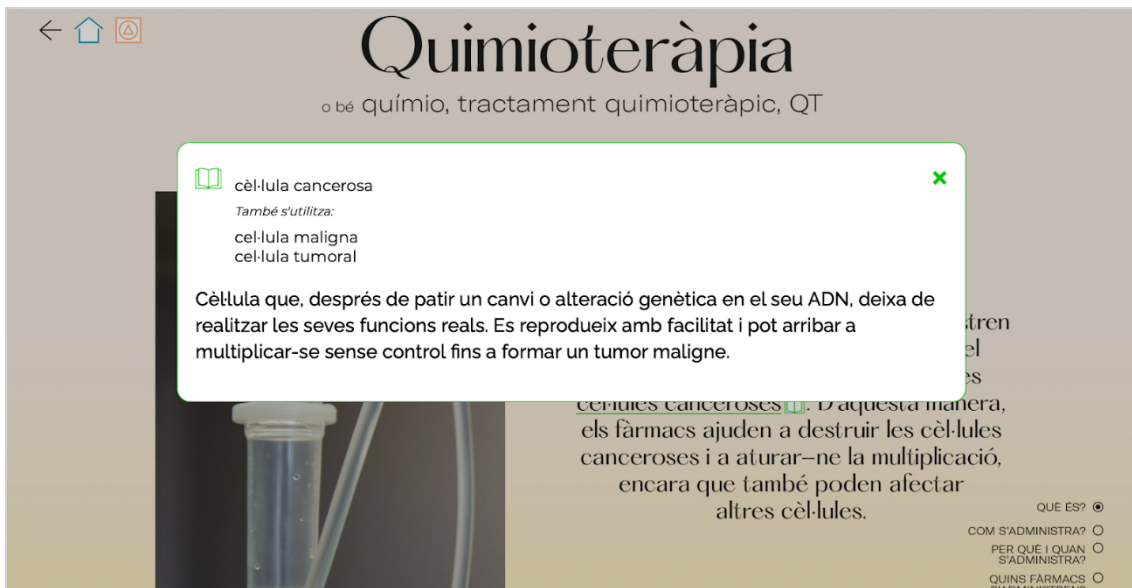 Quimioteràpia
o bé químio, tractament quimioteràpic, QT
cèl·lula cancerosa
També s'utilitza:
cel·lula maligna
cel·lula tumoral
Cèl·lula que, després de patir un canvi o alteració genètica en el seu ADN, deixa de
realitzar les seves funcions reals. Es reprodueix amb facilitat i pot arribar a
multiplicar-se sense control fins a formar un tumor maligne.
cèl·lules canceroses. D'aquesta manera,
els fàrmacs ajuden a destruir les cèl·lules
canceroses i a aturar-ne la multiplicació,
encara que també poden afectar
altres cèl·lules.
QUÈ ÉS?
COM S'ADMINISTRA?
PER QUÈ I QUAN
S'ADMINISTRA?
QUINS FÀRMACS